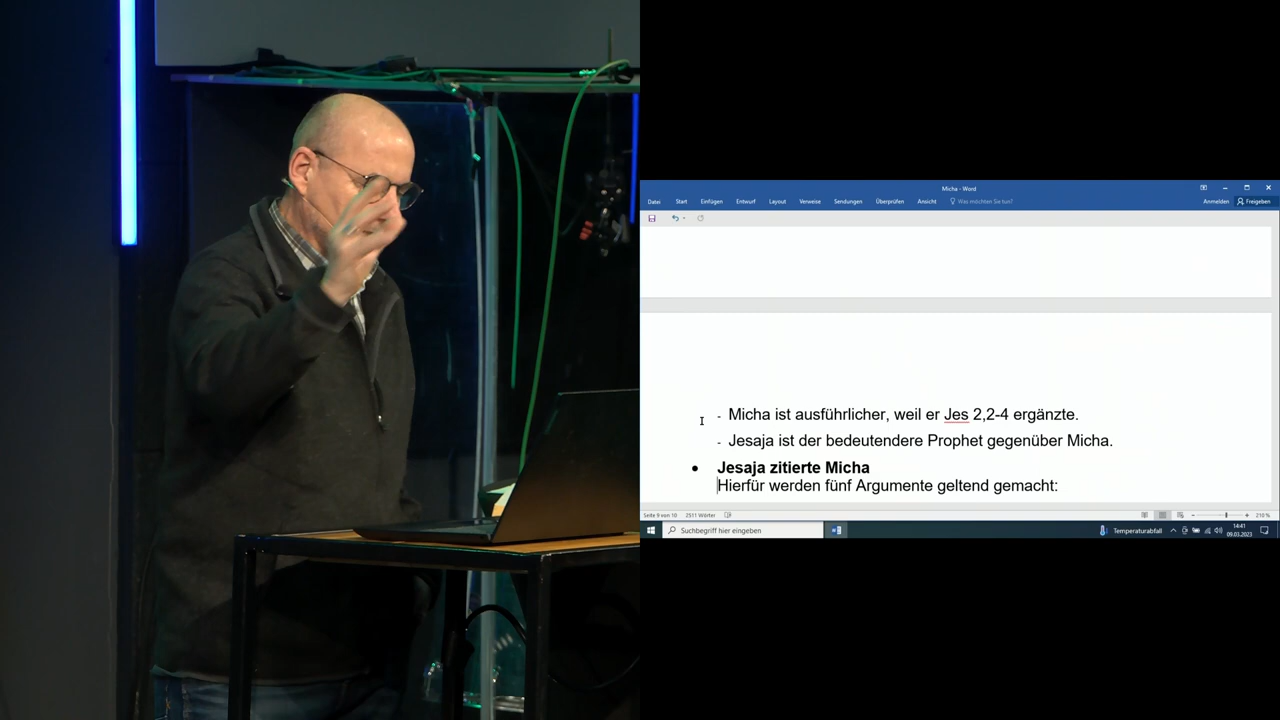 Micha - Word
Datei Start Einfügen Entwurf Layout Verweise Sendungen Überprüfen Ansicht Was möchten Sie tun? Anmelden Freigeben
- Micha ist ausführlicher, weil er Jes 2,2-4 ergänzte.
- Jesaja ist der bedeutendere Prophet gegenüber Micha.
• Jesaja zitierte Micha
Hierfür werden fünf Argumente geltend gemacht:
Seite 9 von 10 2511 Wörter 210 %
Suchbegriff hier eingeben Temperaturabfall 14:41
09.03.2023